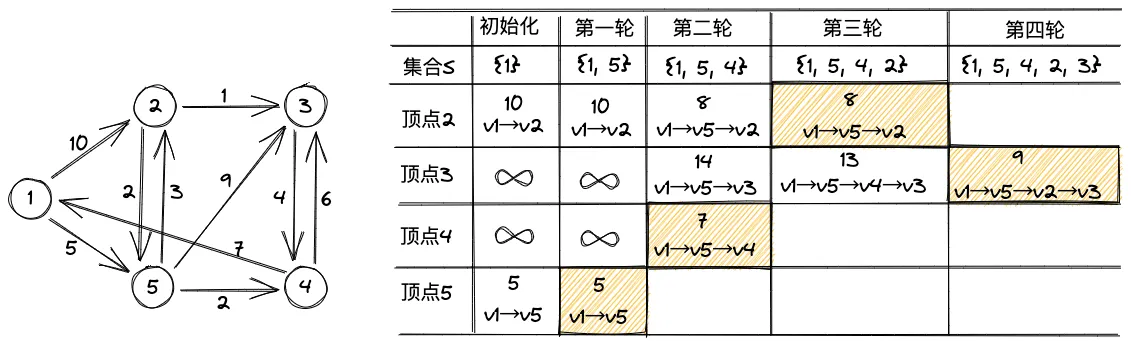 1
2
3
4
5
10
1
2
3
9
4
6
7
5
2
初始化 第一轮 第二轮 第三轮 第四轮
集合S {1} {1, 5} {1, 5, 4} {1, 5, 4, 2} {1, 5, 4, 2, 3}
顶点2 10 10 8 8
v1→v2 v1→v2 v1→v5→v2 v1→v5→v2
顶点3 ∞ ∞ 14 13 9
v1→v5→v3 v1→v5→v4→v3 v1→v5→v2→v3
顶点4 ∞ ∞ 7
v1→v5→v4
顶点5 5 5
v1→v5 v1→v5